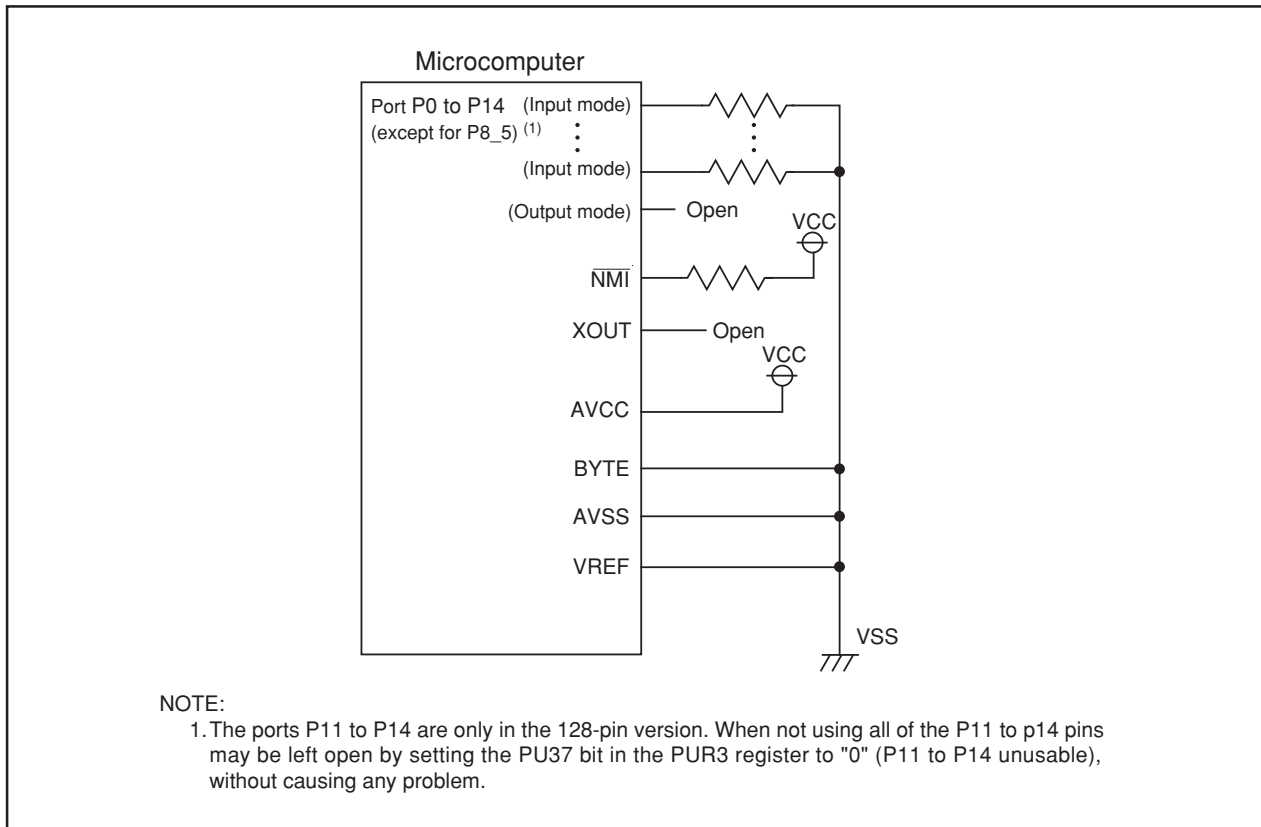 Microcomputer
Port P0 to P14 (Input mode)
(except for P8_5) (1)
(Input mode)
(Output mode) Open
VCC
NMI
XOUT Open
VCC
AVCC
BYTE
AVSS
VREF
VSS
NOTE:
1. The ports P11 to P14 are only in the 128-pin version. When not using all of the P11 to p14 pins
may be left open by setting the PU37 bit in the PUR3 register to "0" (P11 to P14 unusable),
without causing any problem.